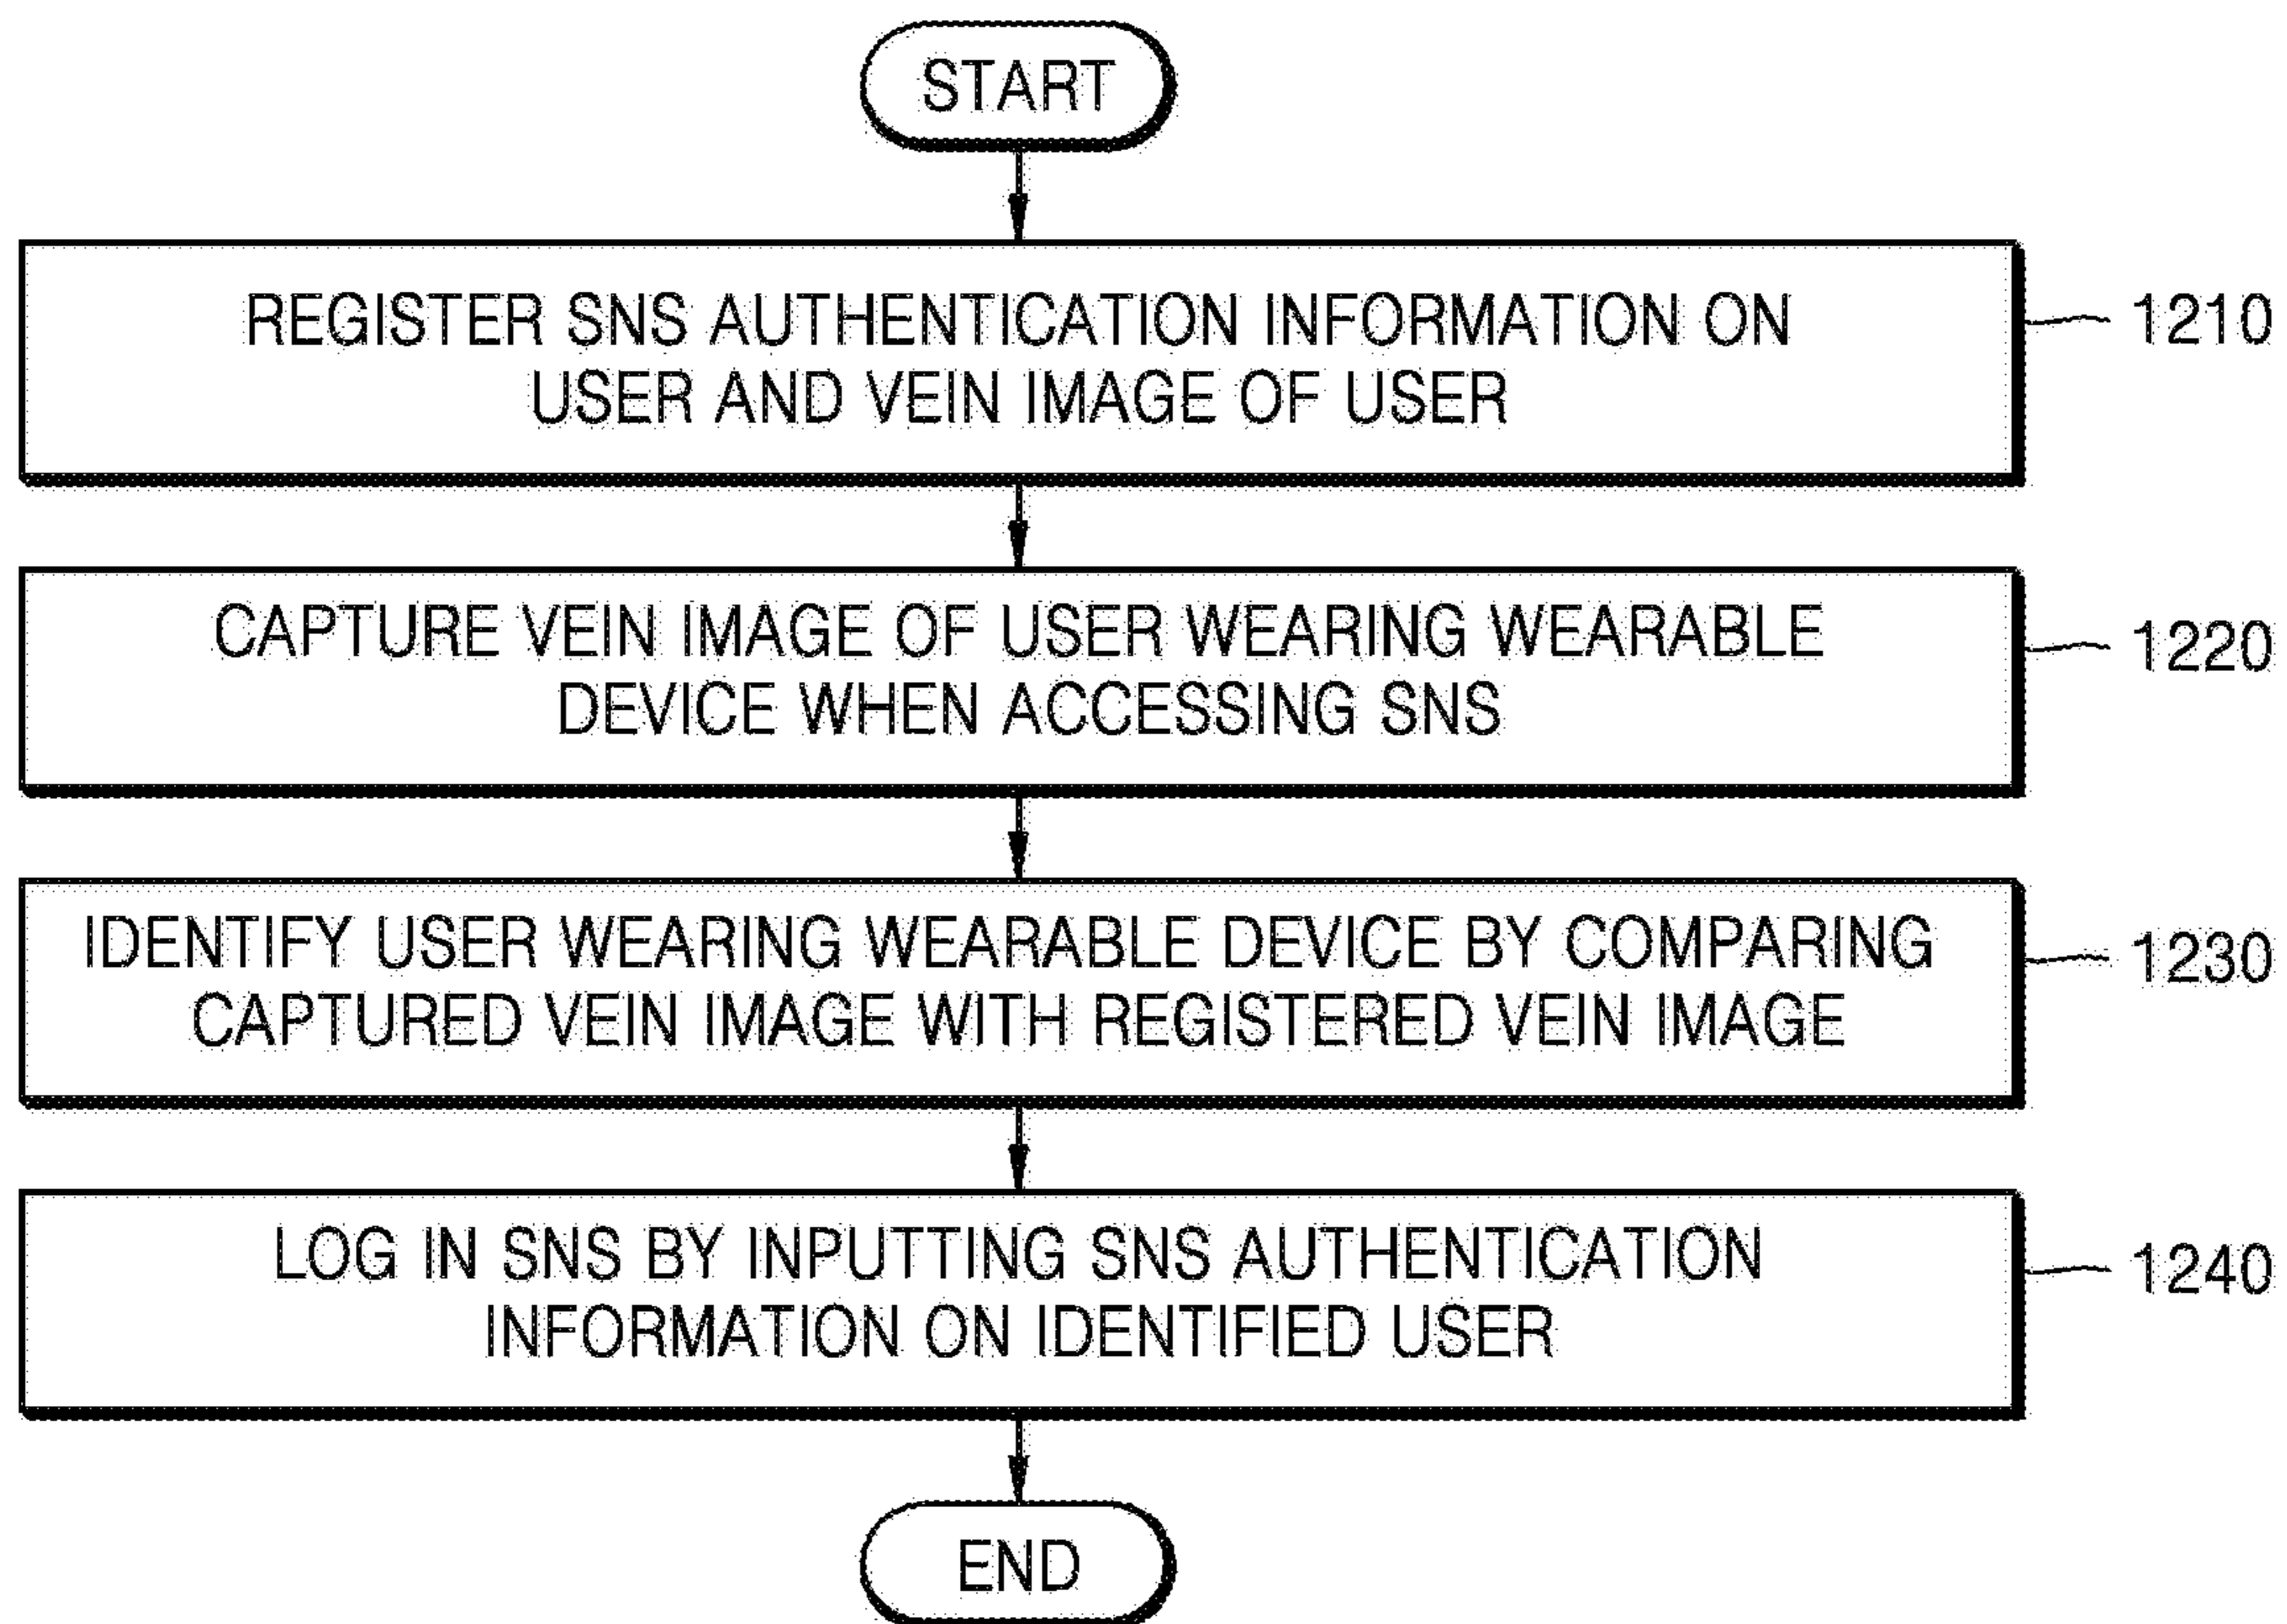 START
REGISTER SNS AUTHENTICATION INFORMATION ON
USER AND VEIN IMAGE OF USER
1210
CAPTURE VEIN IMAGE OF USER WEARING WEARABLE
DEVICE WHEN ACCESSING SNS
1220
IDENTIFY USER WEARING WEARABLE DEVICE BY COMPARING
CAPTURED VEIN IMAGE WITH REGISTERED VEIN IMAGE
1230
LOG IN SNS BY INPUTTING SNS AUTHENTICATION
INFORMATION ON IDENTIFIED USER
1240
END